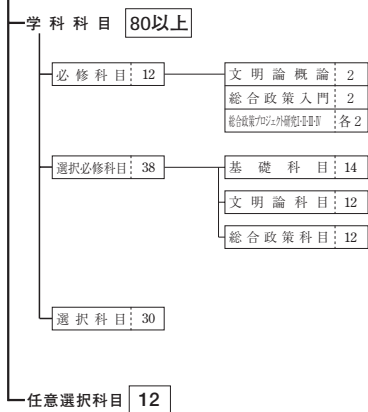 学科科目 80以上
必修科目 12
文明論概論 2
総合政策入門 2
総合政策プロジェクト研究Ⅰ・Ⅱ・Ⅲ・Ⅳ 各2
選択必修科目 38
基礎科目 14
文明論科目 12
総合政策科目 12
選択科目 30
任意選択科目 12